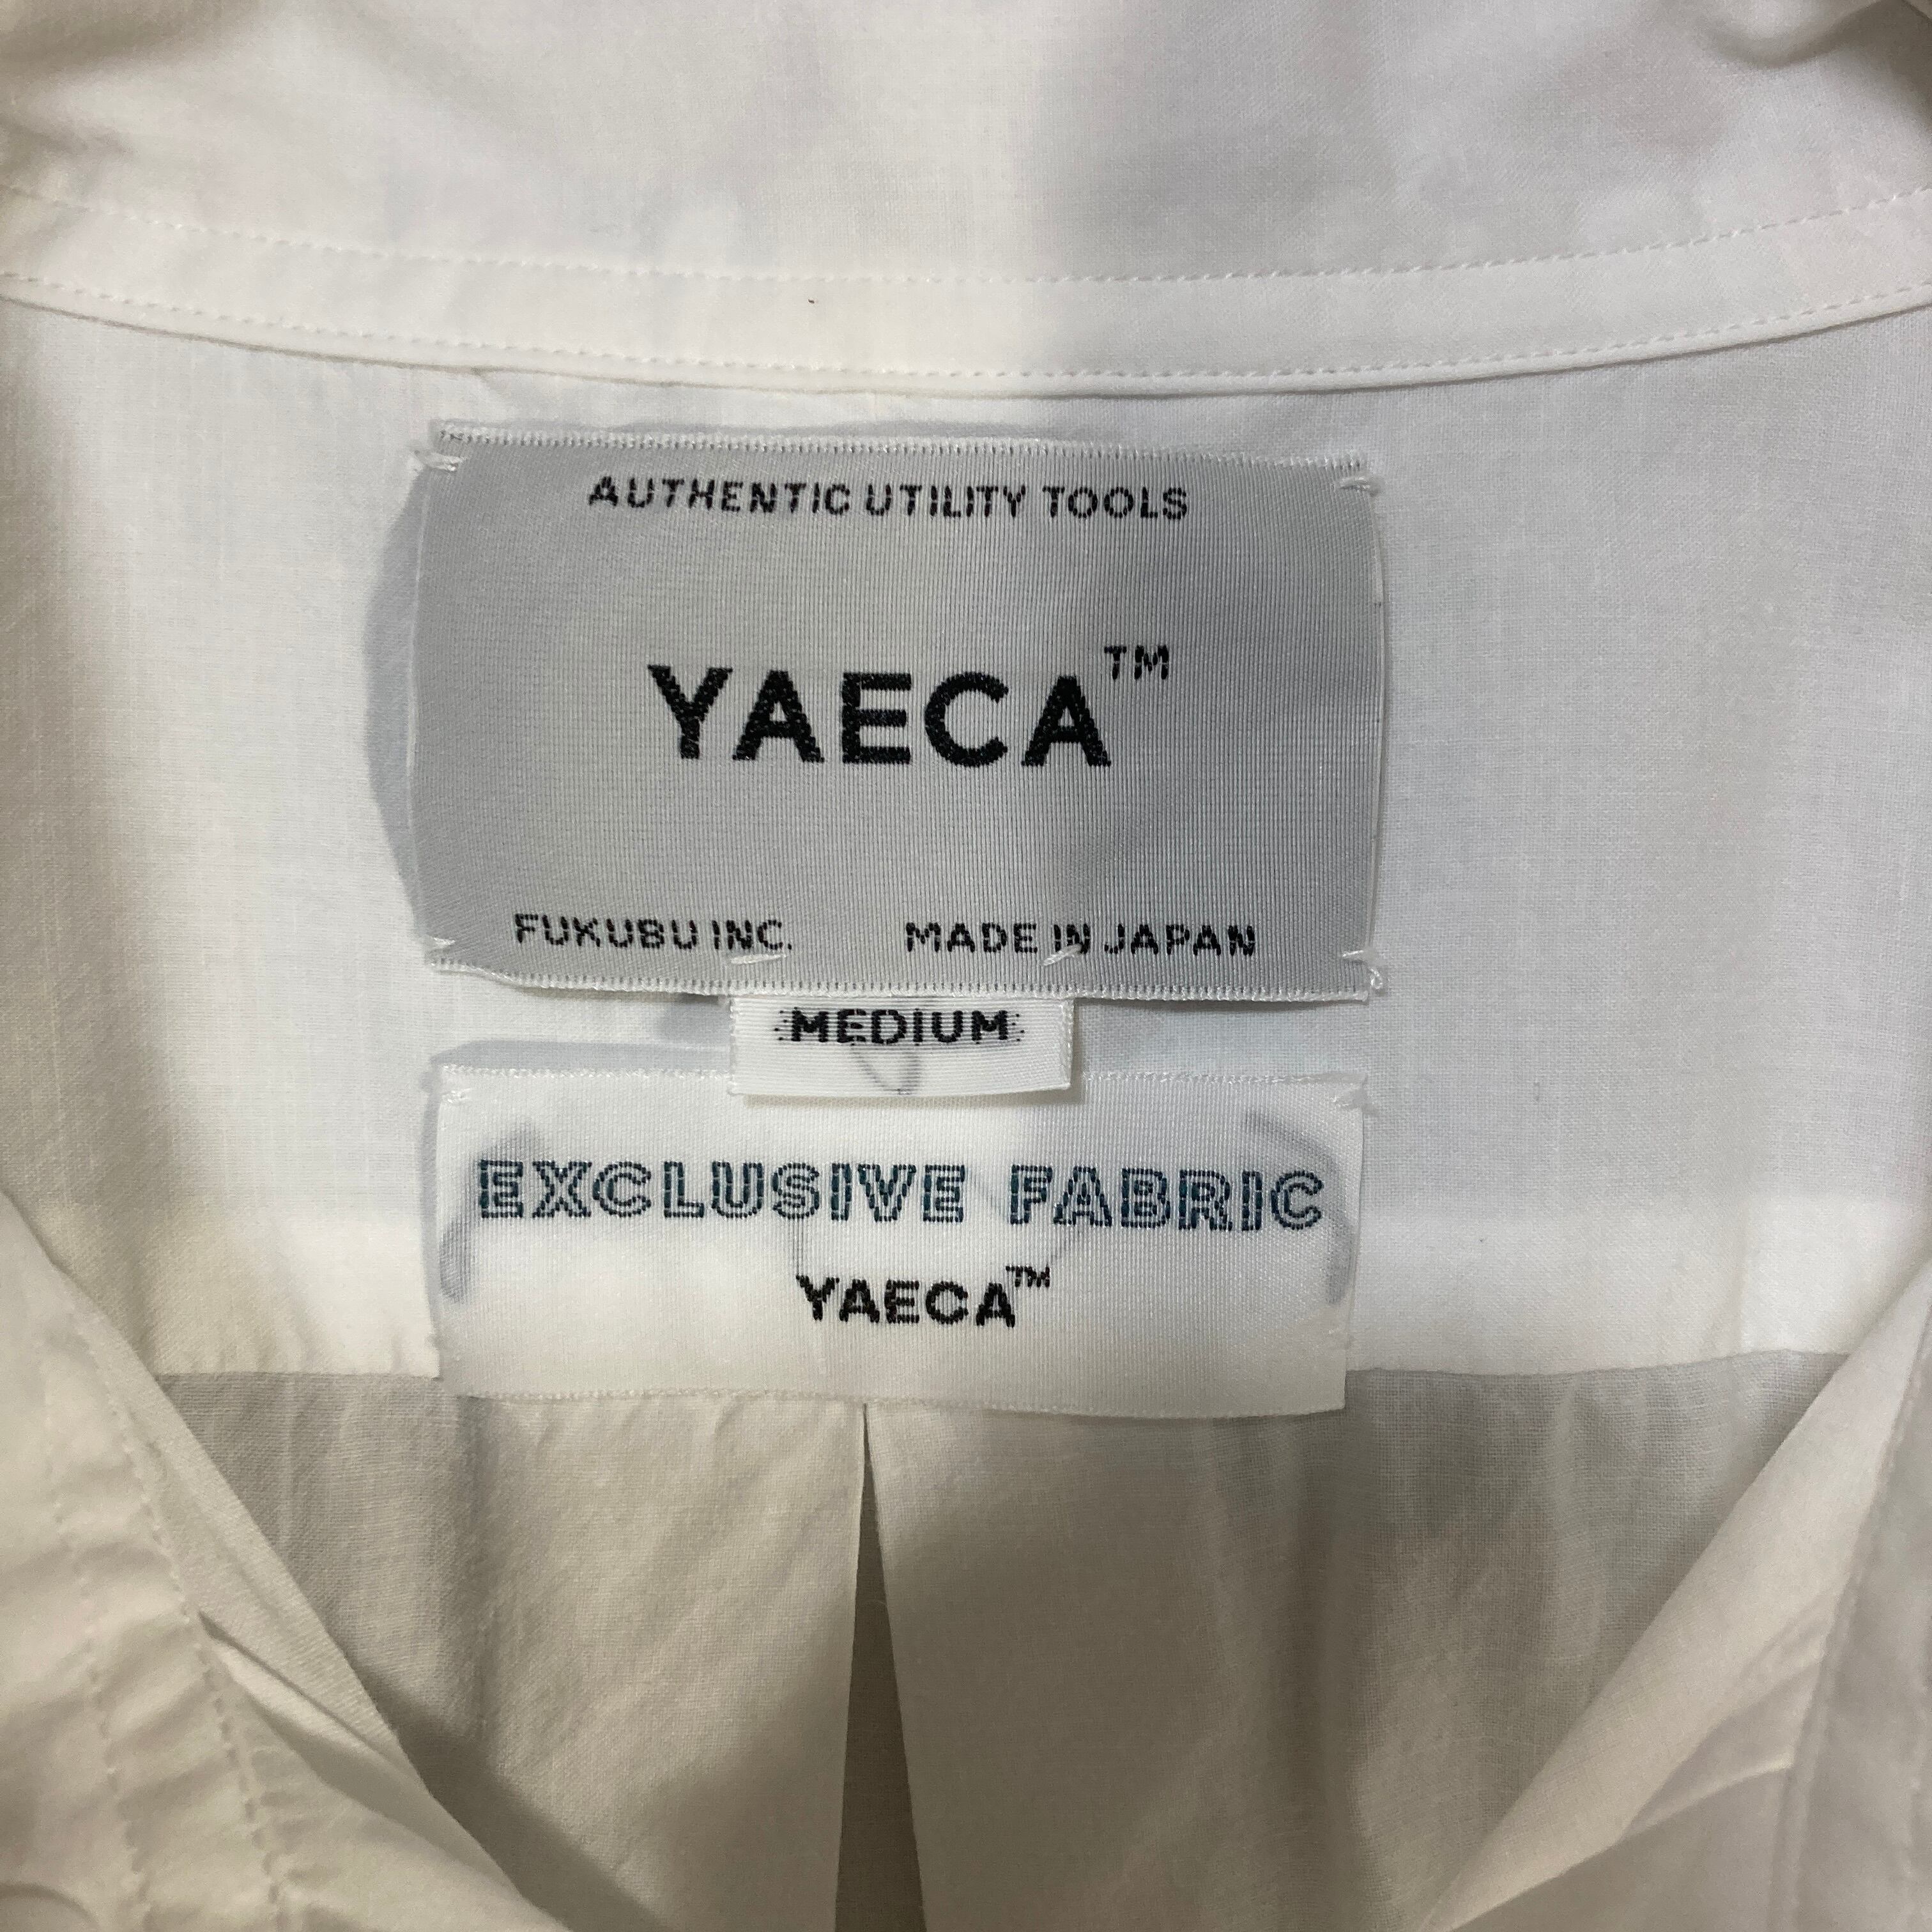 AUTHENTIC UTILITY TOOLS
YAECA™
FUKUBU INC. MADE IN JAPAN
MEDIUM
EXCLUSIVE FABRIC
YAECA™